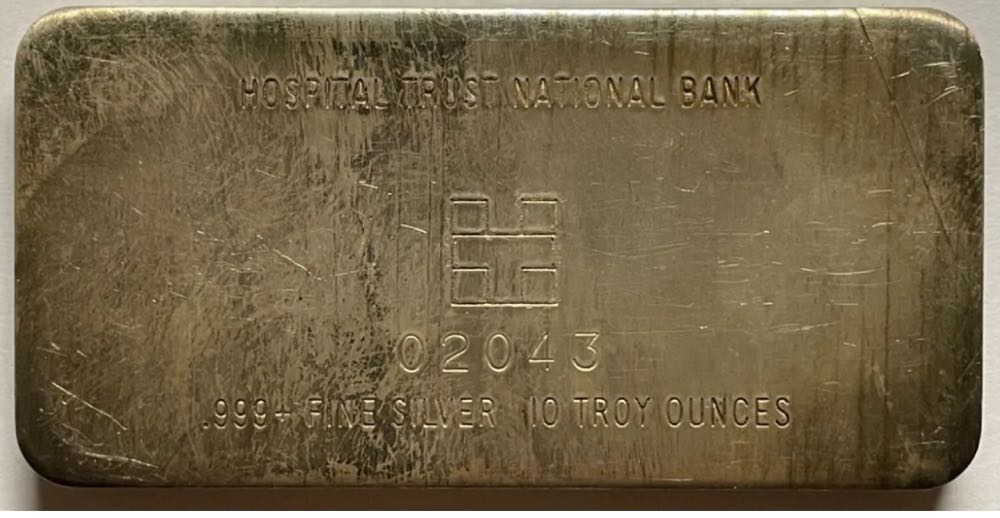 HOSPITAL TRUST NATIONAL BANK
02043
.999+ FINE SILVER 10 TROY OUNCES